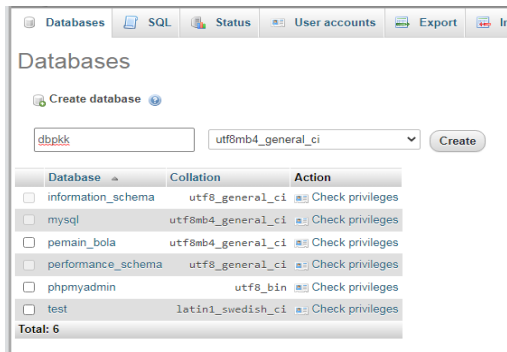 Databases SQL Status User accounts Export
Databases
Create database
dbpkk utf8mb4_general_ci Create
Database Collation Action
information_schema utf8_general_ci Check privileges
mysql utf8mb4_general_ci Check privileges
pemain_bola utf8mb4_general_ci Check privileges
performance_schema utf8_general_ci Check privileges
phpmyadmin utf8_bin Check privileges
test latin1_swedish_ci Check privileges
Total: 6